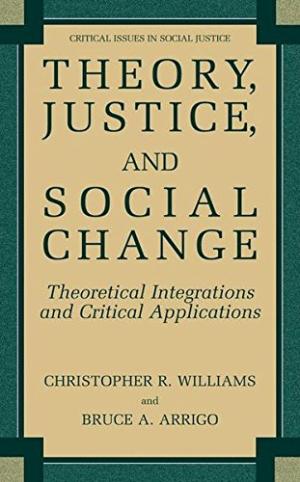 CRITICAL ISSUES IN SOCIAL JUSTICE
THEORY,
JUSTICE,
AND
SOCIAL
CHANGE
Theoretical Integrations
and Critical Applications
CHRISTOPHER R. WILLIAMS
and
BRUCE A. ARRIGO